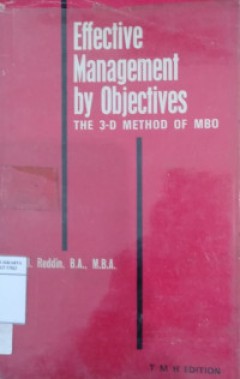 Effective
Management
by Objectives
THE 3-D METHOD OF MBO
Reddin, B.A., M.B.A.
T M H EDITION